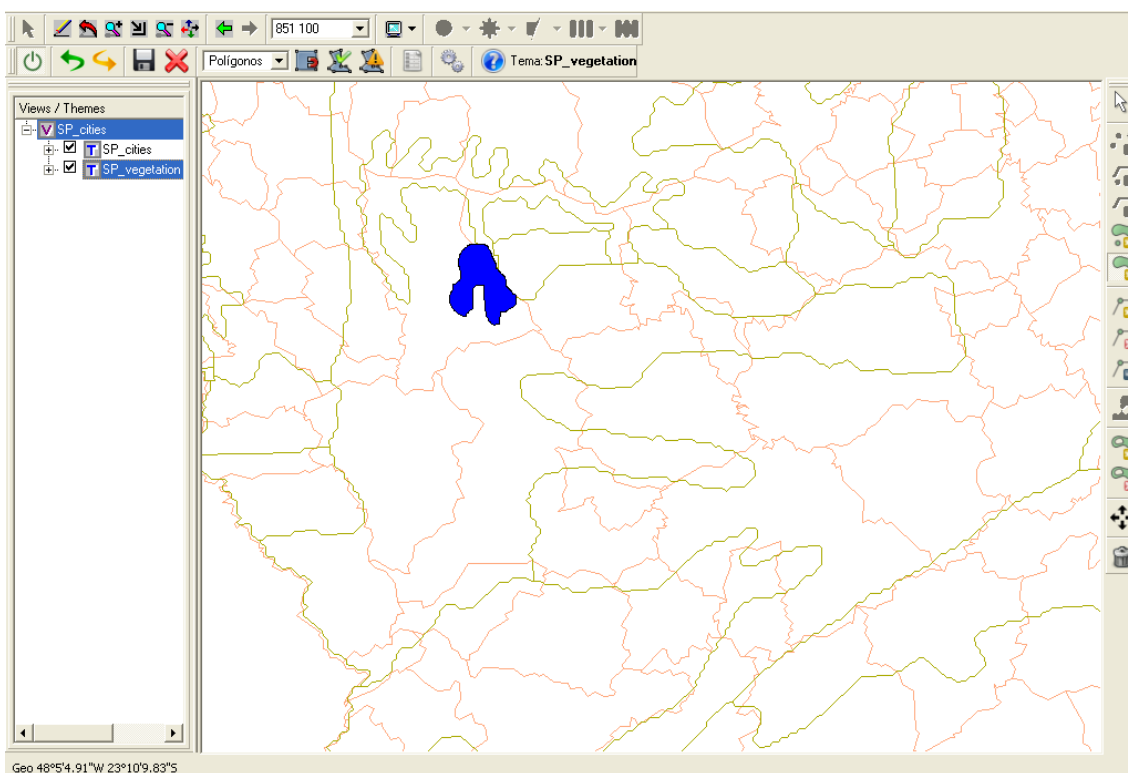 851 100
Polígonos
Tema: SP_vegetation
Views / Themes
V SP_cities
T SP_cities
T SP_vegetation
Geo 48°5'4.91"W 23°10'9.83"S